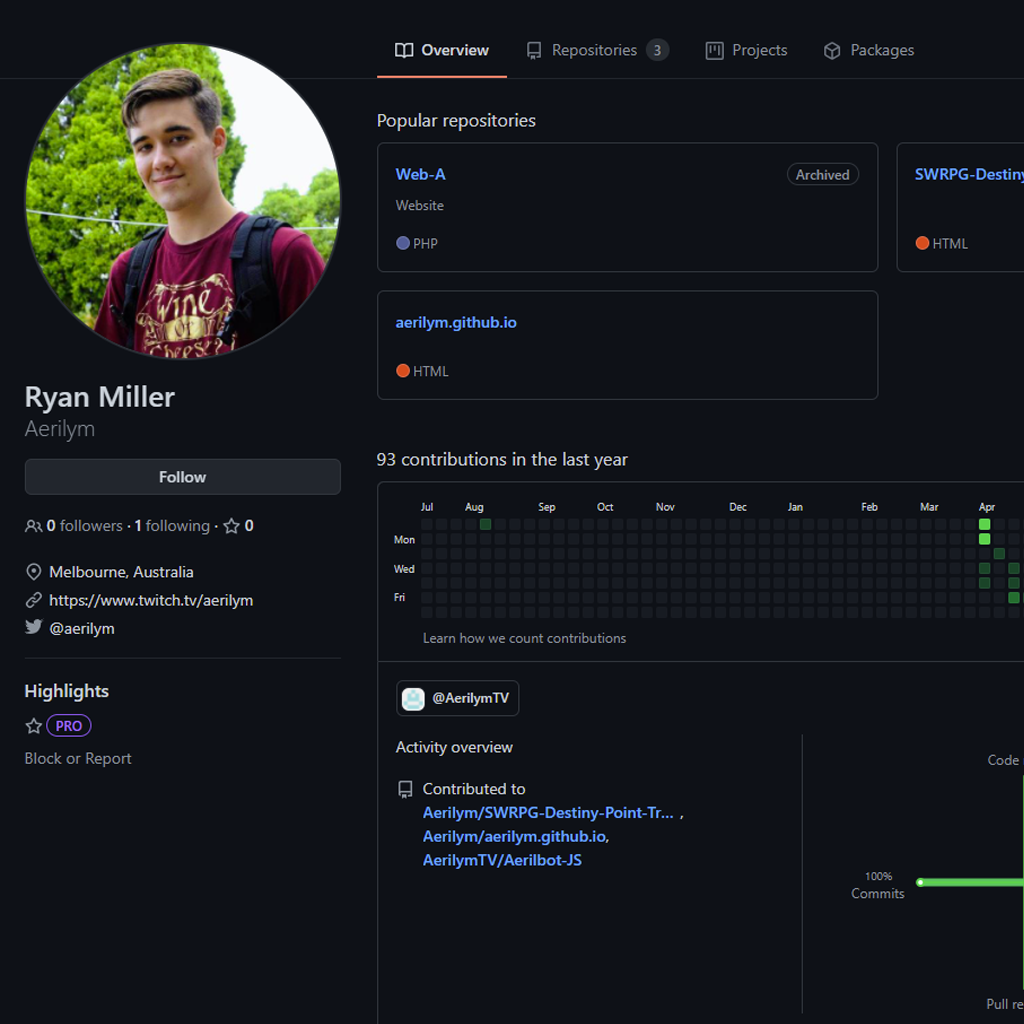 Overview Repositories 3 Projects Packages
Wine
Or
Cheese?
Ryan Miller
Aerilym
Follow
0 followers · 1 following · 0
Melbourne, Australia
https://www.twitch.tv/aerilym
@aerilym
Highlights
PRO
Block or Report
Popular repositories
Web-A Archived
Website
PHP
SWRPG-Destiny
HTML
aerilym.github.io
HTML
93 contributions in the last year
Jul Aug Sep Oct Nov Dec Jan Feb Mar Apr
Mon
Wed
Fri
Learn how we count contributions
@AerilymTV
Activity overview
Contributed to
Aerilym/SWRPG-Destiny-Point-Tr... ,
Aerilym/aerilym.github.io,
AerilymTV/Aerilbot-JS
Code
100%
Commits
Pull re